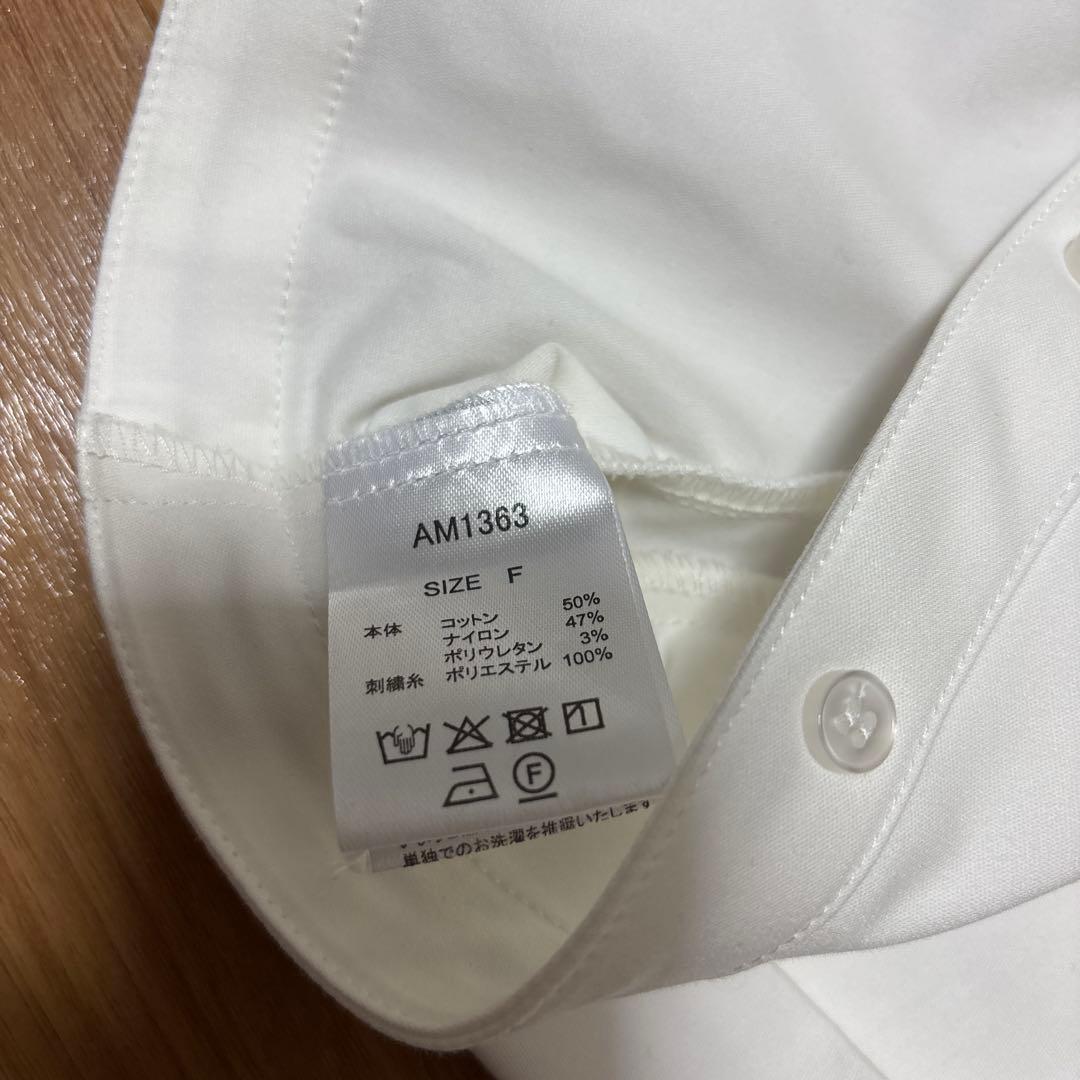 AM1363
SIZE F
本体 コットン 50%
ナイロン 47%
ポリウレタン 3%
刺繍糸 ポリエステル 100%
F
単独でのお洗濯を推奨いたします